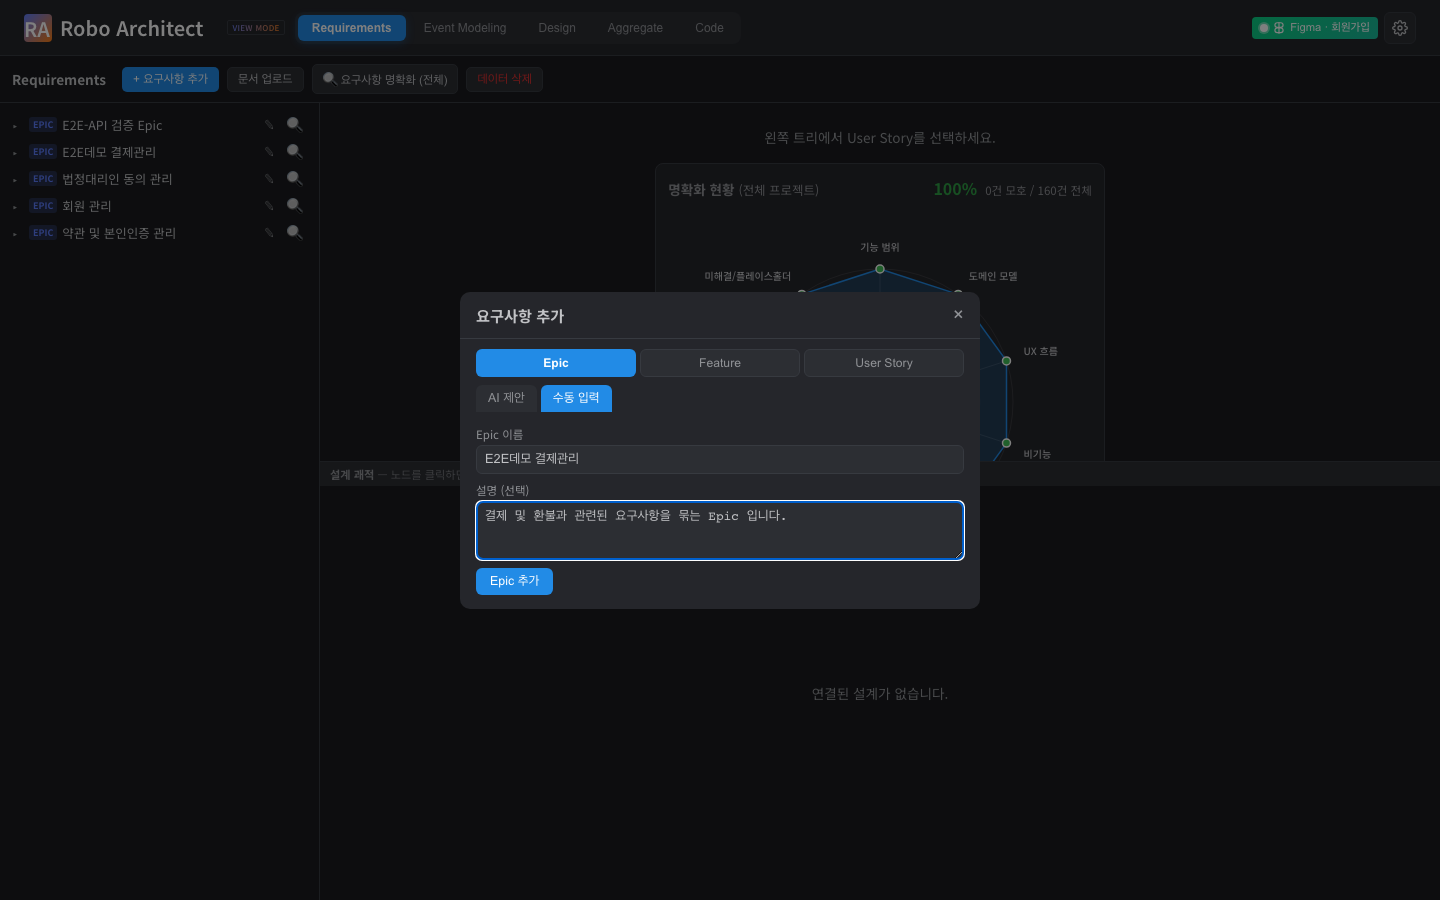 RA Robo Architect VIEW MODE Requirements Event Modeling Design Aggregate Code Figma · 회원가입
Requirements + 요구사항 추가 문서 업로드 요구사항 명확화 (전체) 데이터 삭제
EPIC E2E-API 검증 Epic
EPIC E2E데모 결제관리
EPIC 법정대리인 동의 관리
EPIC 회원 관리
EPIC 약관 및 본인인증 관리
왼쪽 트리에서 User Story를 선택하세요.
명확화 현황 (전체 프로젝트) 100% 0건 모호 / 160건 전체
기능 범위
미해결/플레이스홀더 도메인 모델
UX 흐름
비기능
요구사항 추가 ×
Epic Feature User Story
AI 제안 수동 입력
Epic 이름
E2E데모 결제관리
설명 (선택)
결제 및 환불과 관련된 요구사항을 묶는 Epic 입니다.
Epic 추가
설계 궤적 — 노드를 클릭하면
연결된 설계가 없습니다.